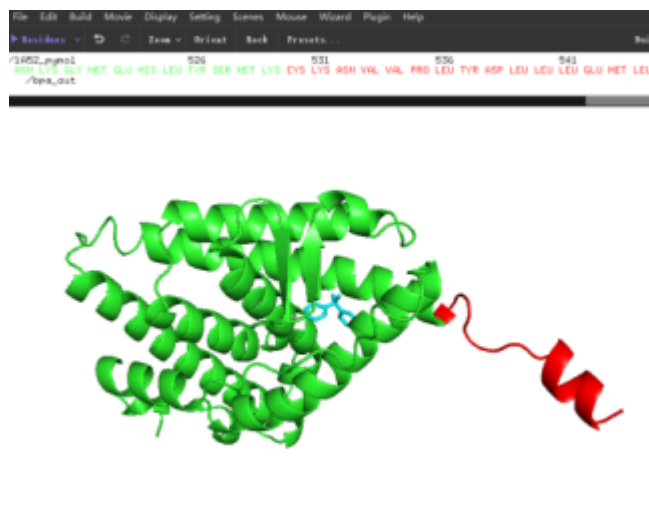 File Edit Build Movie Display Setting Scenes Mouse Wizard Plugin Help
Residues Zoom Orient Rock Presets...
/1A52_pymol 526 531 536 541
ASN LYS GLY MET GLU HIS LEU TYR SER MET LYS CYS LYS ASN VAL VAL PRO LEU TYR ASP LEU LEU LEU GLU MET LEU
/bpa_out